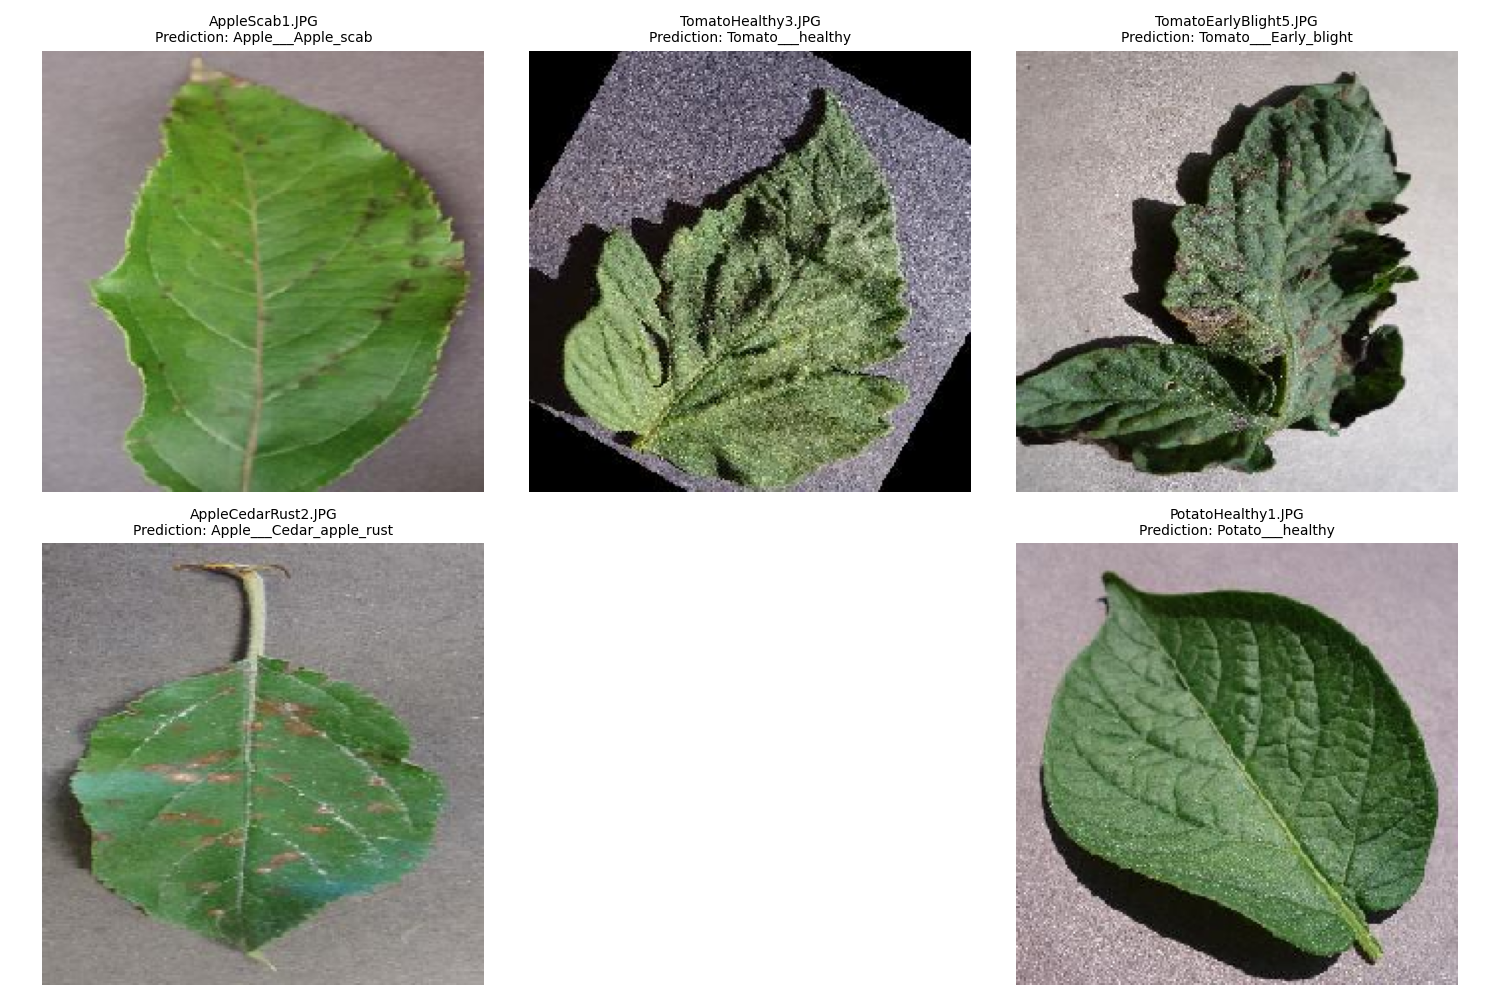 AppleScab1.JPG
Prediction: Apple___Apple_scab
TomatoHealthy3.JPG
Prediction: Tomato___healthy
TomatoEarlyBlight5.JPG
Prediction: Tomato___Early_blight
AppleCedarRust2.JPG
Prediction: Apple___Cedar_apple_rust
PotatoHealthy1.JPG
Prediction: Potato___healthy